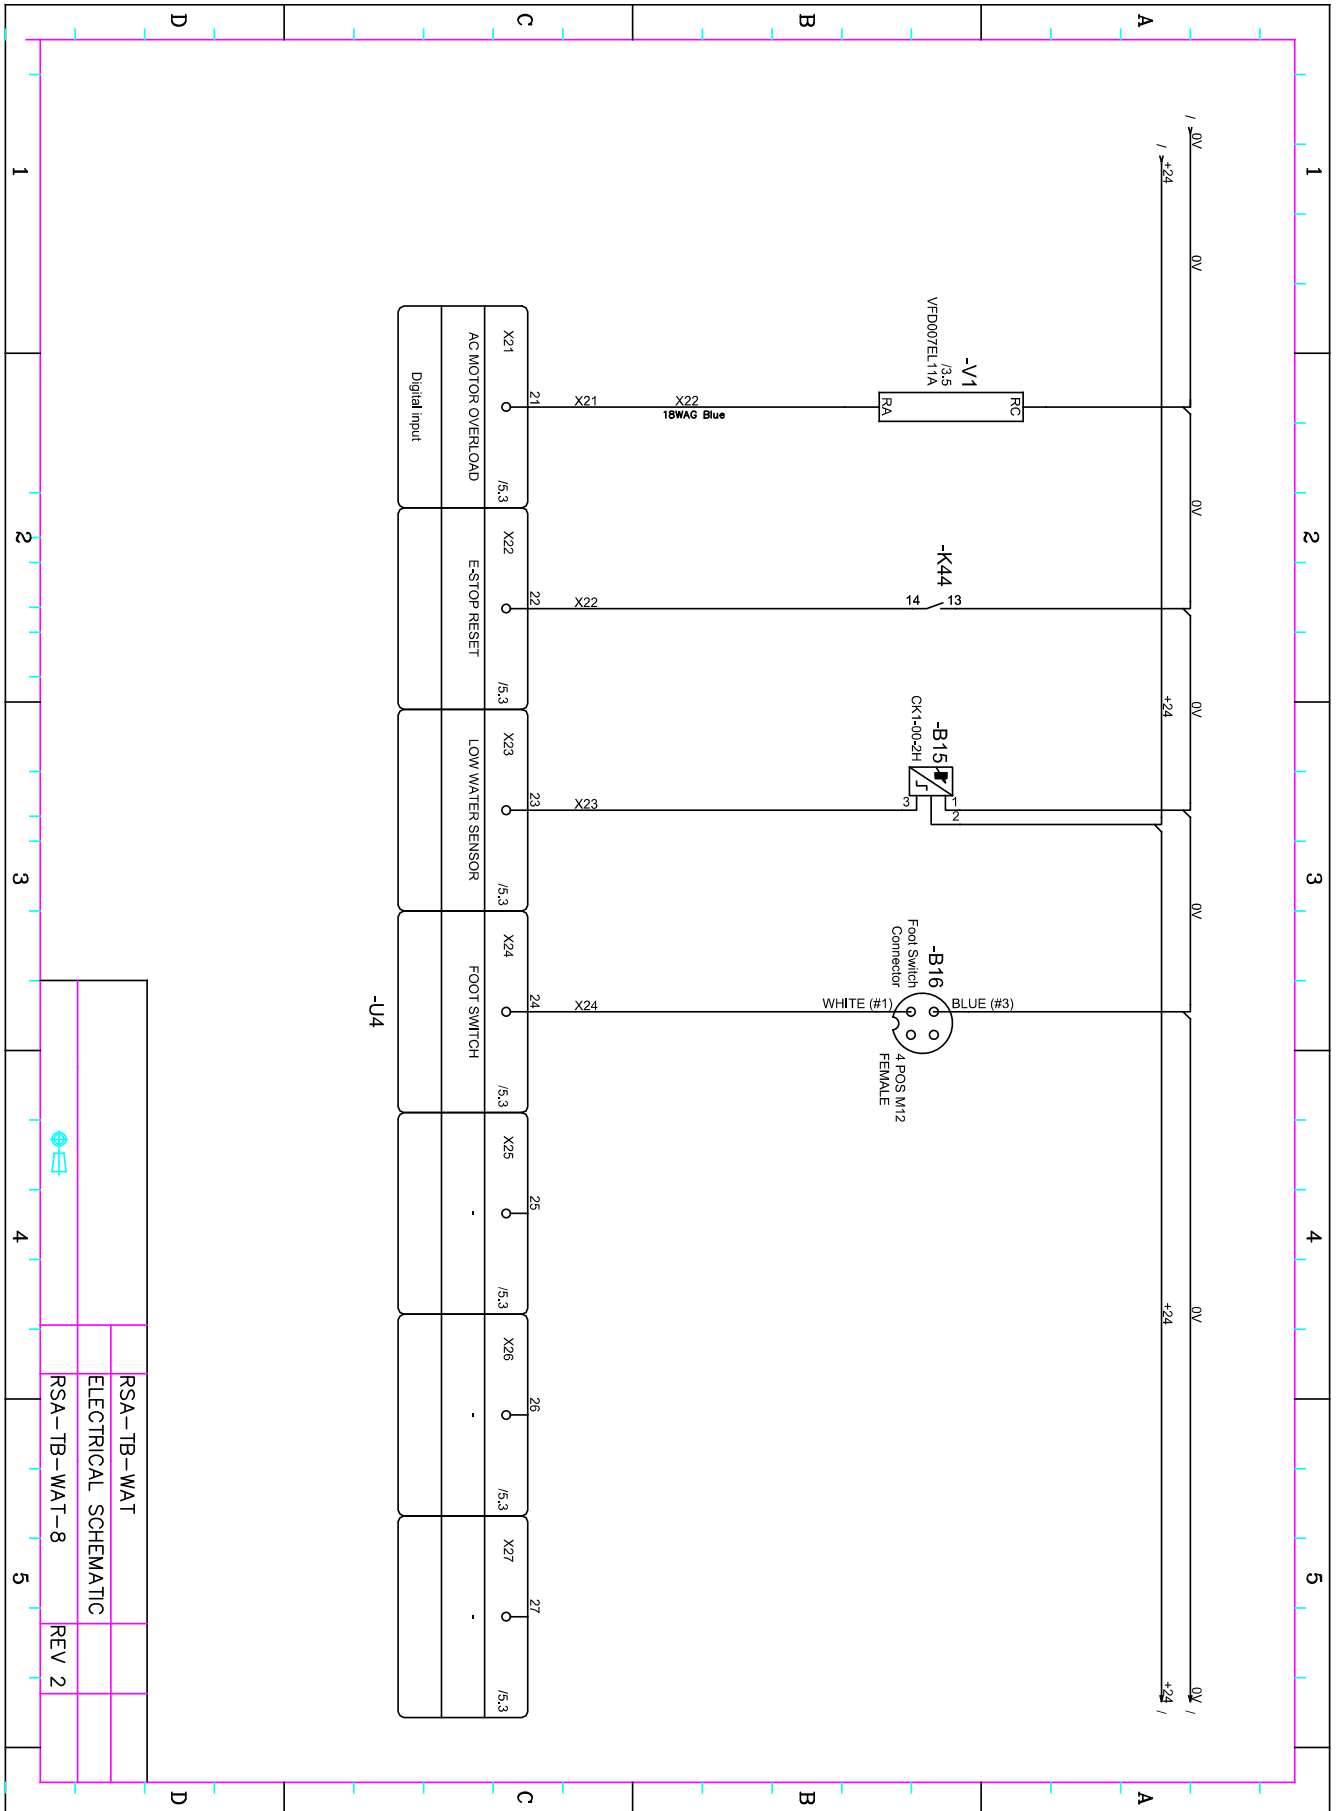 1 2 3 4 5
A
B
C
D
A
B
C
D
1 2 3 4 5
/ 0V 0V 0V 0V 0V 0V 0V /
/ +24 +24 +24 +24 /
-V1
/3.5
VFD007EL11A
RC
RA
X22
18WAG Blue
X21
-K44
13
14
X22
-B15
CK1-00-2H
1
2
3
X23
-B16
Foot Switch
Connector
BLUE (#3)
WHITE (#1)
4 POS M12
FEMALE
X24
21 22 23 24 25 26 27
X21 /5.3 X22 /5.3 X23 /5.3 X24 /5.3 X25 /5.3 X26 /5.3 X27 /5.3
AC MOTOR OVERLOAD E-STOP RESET LOW WATER SENSOR FOOT SWITCH - - -
Digital input
-U4
RSA-TB-WAT
ELECTRICAL SCHEMATIC
RSA-TB-WAT-8 REV 2